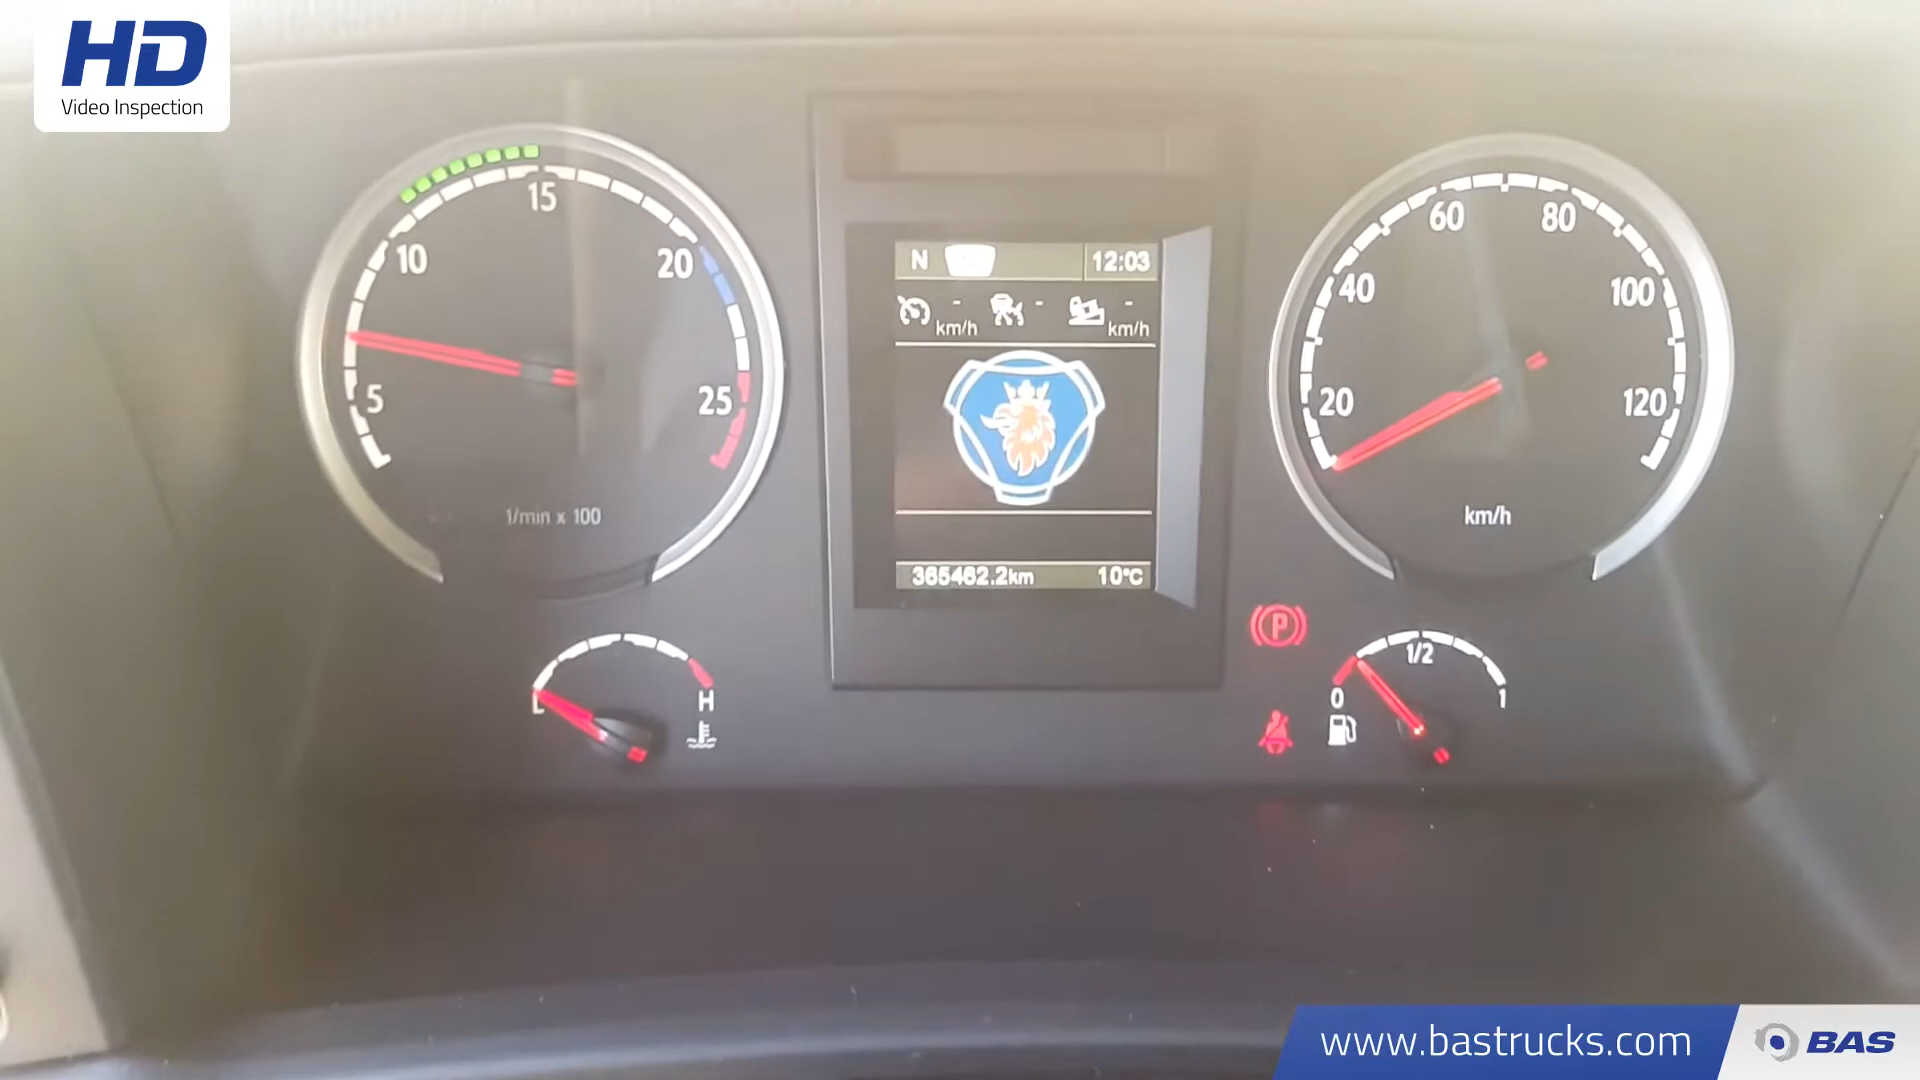 HD
Video Inspection
5
10
15
20
25
1/min x 100
N
12:03
- - -
km/h km/h
365462.2km 10°C
20
40
60
80
100
120
km/h
L H
P
0 1/2 1
www.bastrucks.com
BAS